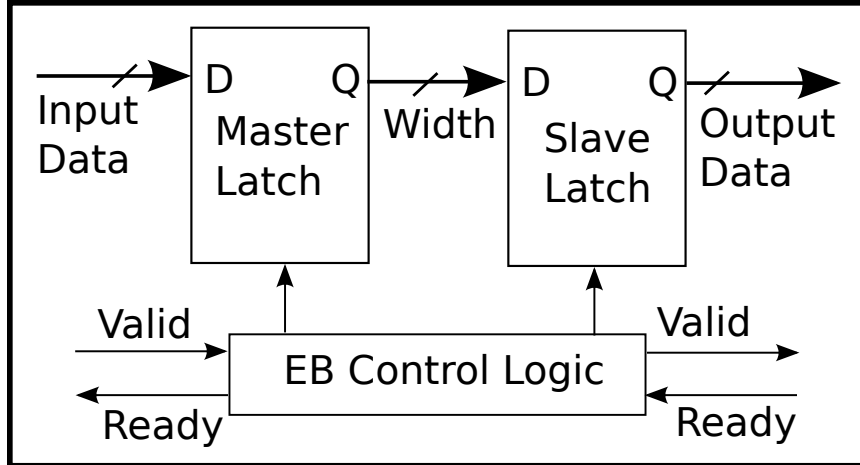 D Q
D Q
Input
Data
Master
Latch
Width
Slave
Latch
Output
Data
Valid
Valid
EB Control Logic
Ready
Ready